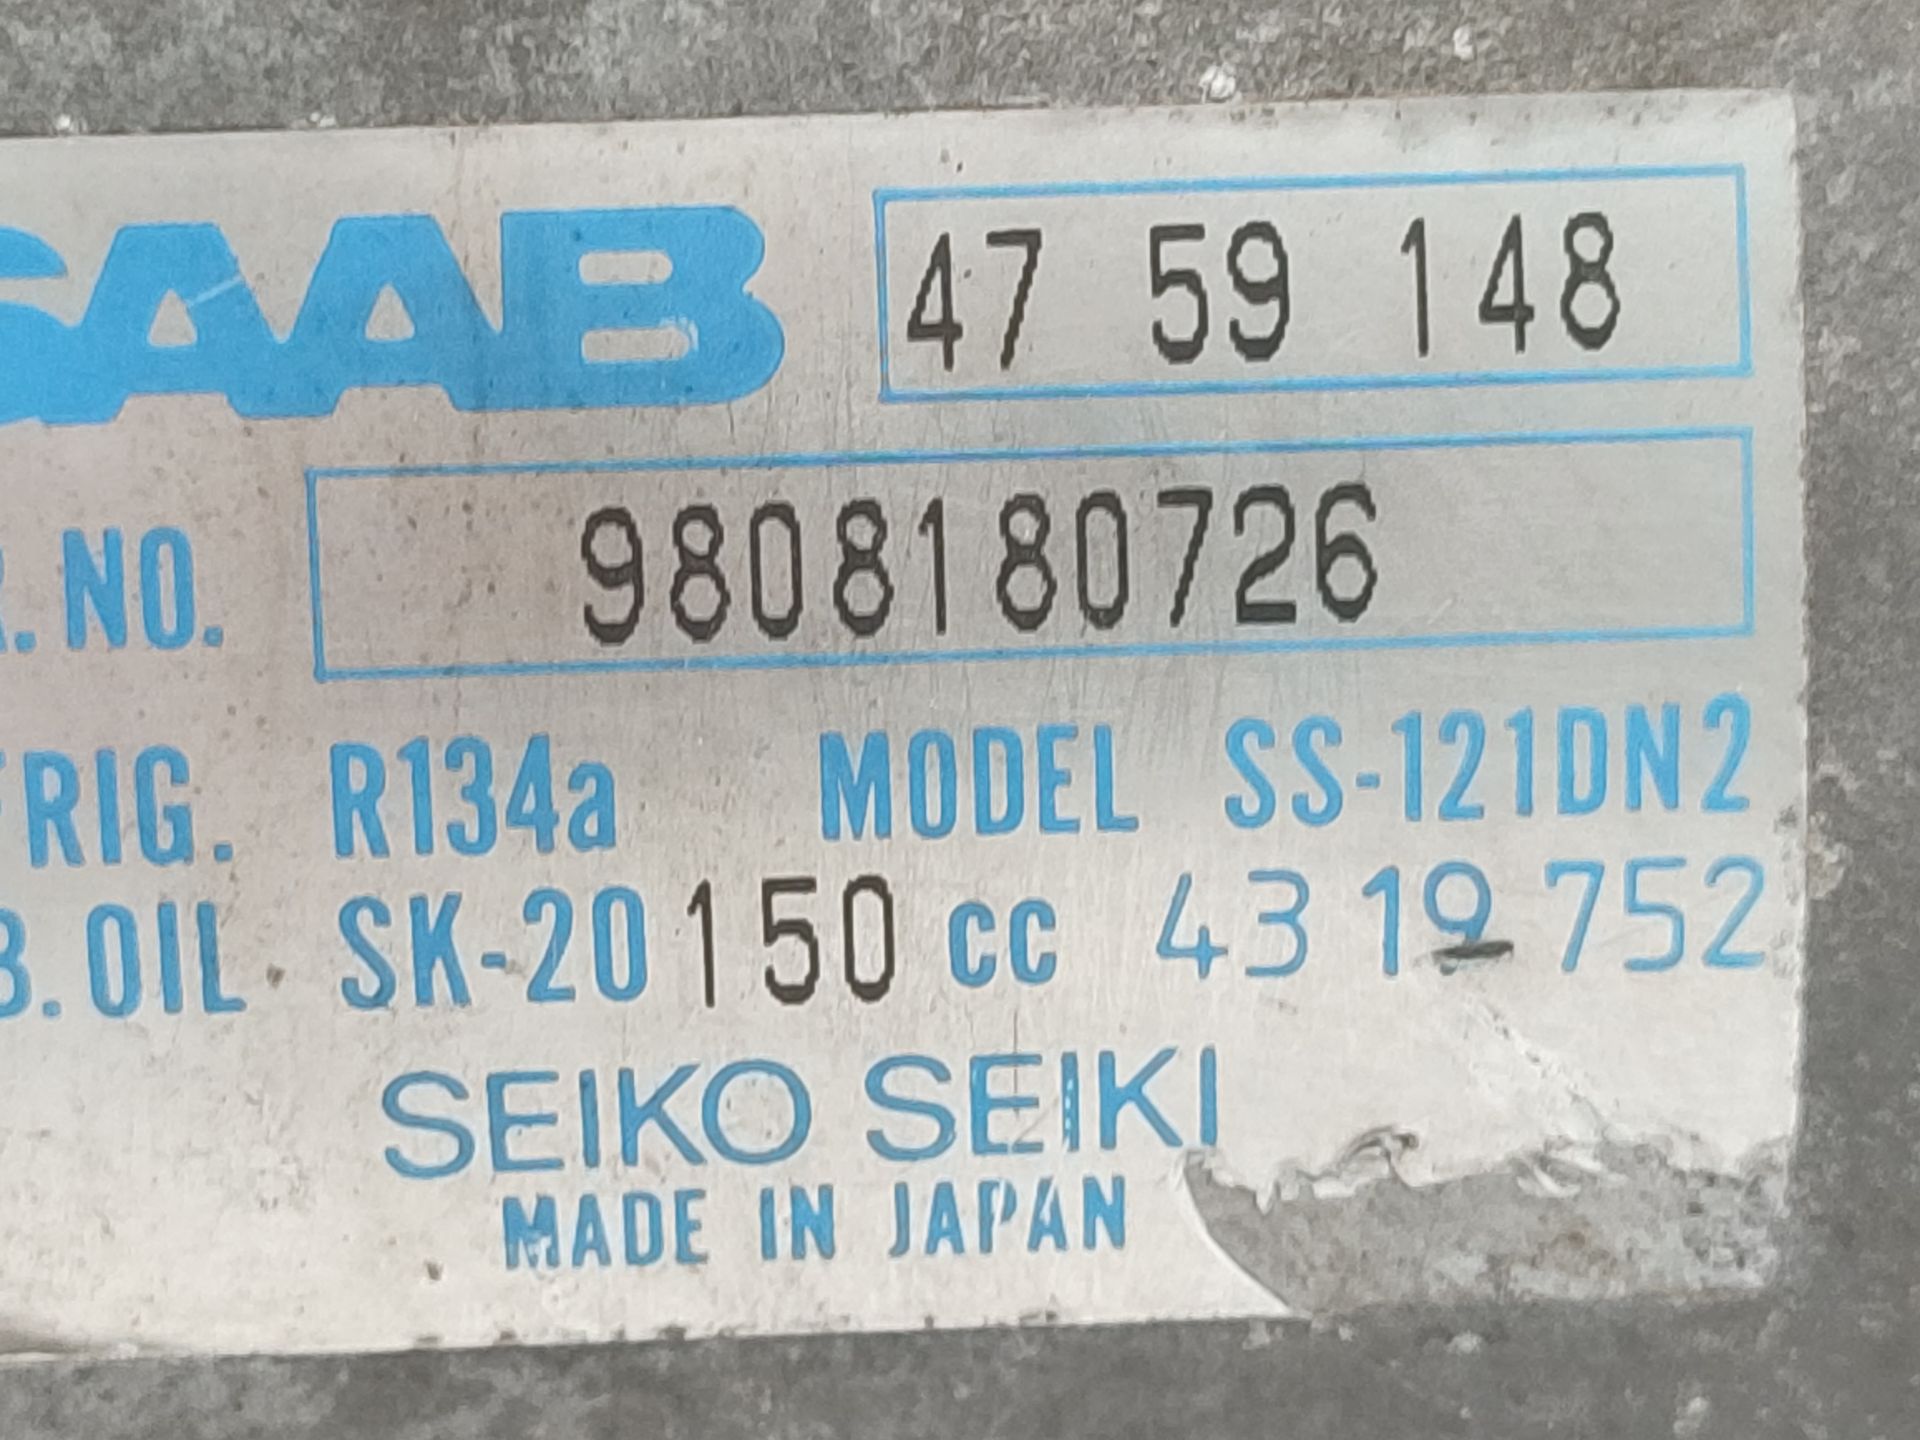 SAAB 47 59 148
R. NO. 9808180726
FRIG. R134a MODEL SS-121DN2
B. OIL SK-20 150 cc 43 19 752
SEIKO SEIKI
MADE IN JAPAN